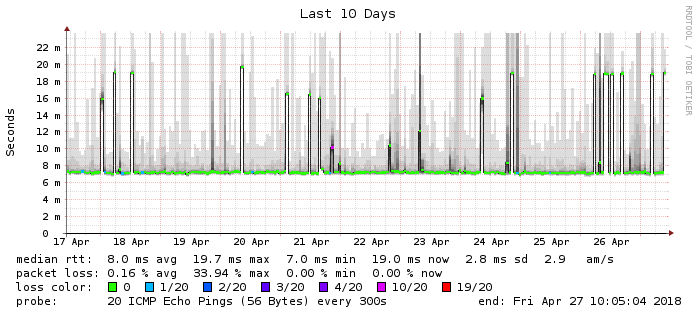 Last 10 Days
RRDTOOL / TOBI OETIKER
Seconds
22 m
20 m
18 m
16 m
14 m
12 m
10 m
8 m
6 m
4 m
2 m
0
17 Apr 18 Apr 19 Apr 20 Apr 21 Apr 22 Apr 23 Apr 24 Apr 25 Apr 26 Apr
median rtt: 8.0 ms avg 19.7 ms max 7.0 ms min 19.0 ms now 2.8 ms sd 2.9 am/s
packet loss: 0.16 % avg 33.94 % max 0.00 % min 0.00 % now
loss color: 0 1/20 2/20 3/20 4/20 10/20 19/20
probe: 20 ICMP Echo Pings (56 Bytes) every 300s end: Fri Apr 27 10:05:04 2018